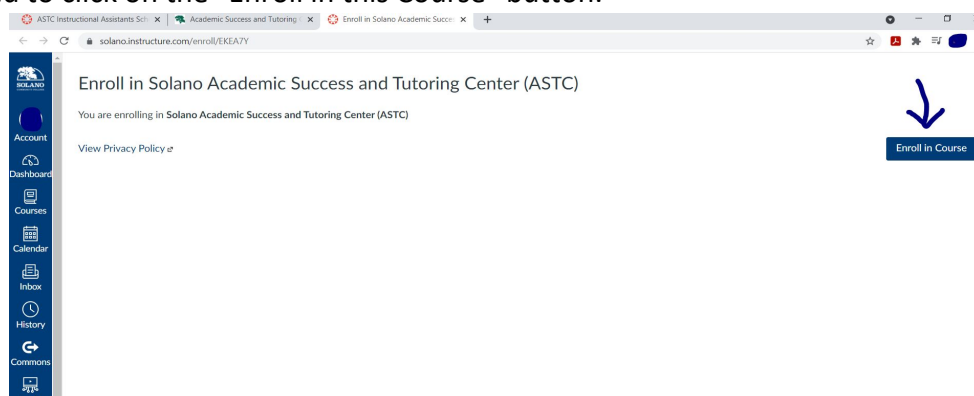 to click on the "Enroll in this Course" button.
ASTC Instructional Assistants Sch
Academic Success and Tutoring
Enroll in Solano Academic Succes
solano.instructure.com/enroll/EKEA7Y
SOLANO
Enroll in Solano Academic Success and Tutoring Center (ASTC)
You are enrolling in Solano Academic Success and Tutoring Center (ASTC)
Account
View Privacy Policy
Enroll in Course
Dashboard
Courses
Calendar
Inbox
History
Commons